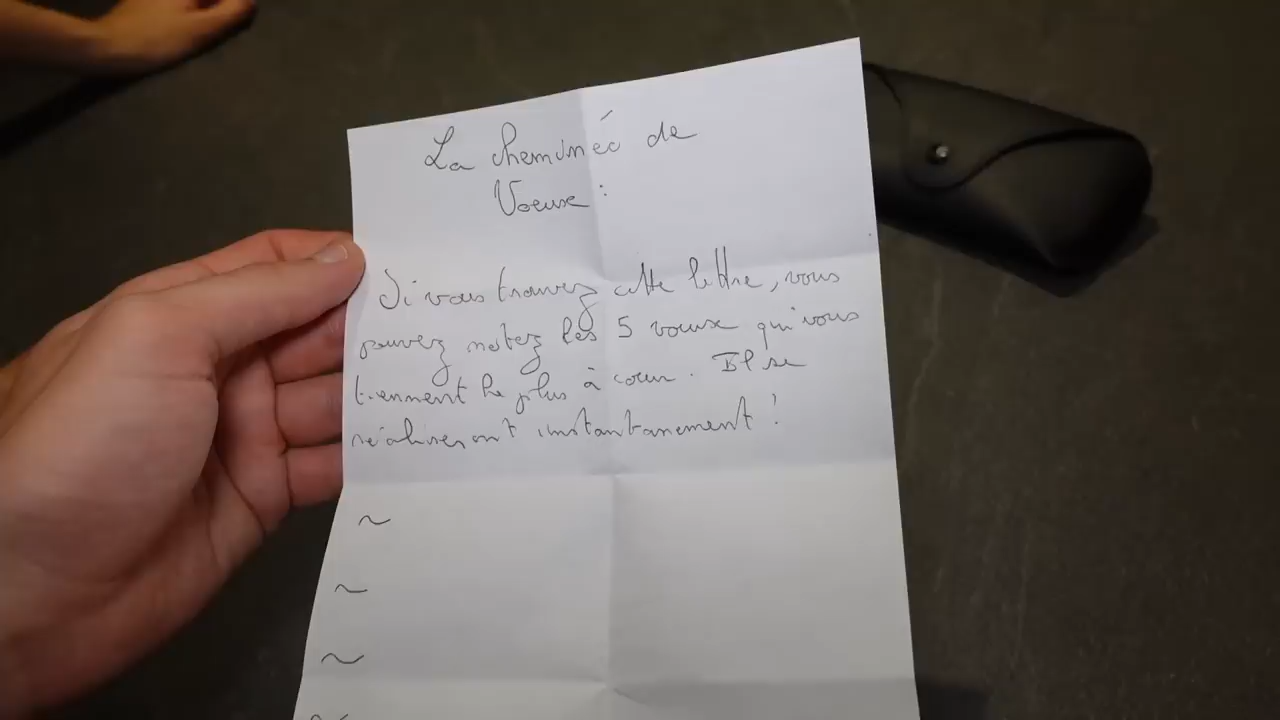 La Cheminée de
Voeux :
Si vous trouvez cette lettre, vous
pouvez notez les 5 voeux qui vous
tiennent le plus à coeur. Il se
réaliseront instantanement !
~
~
~
~